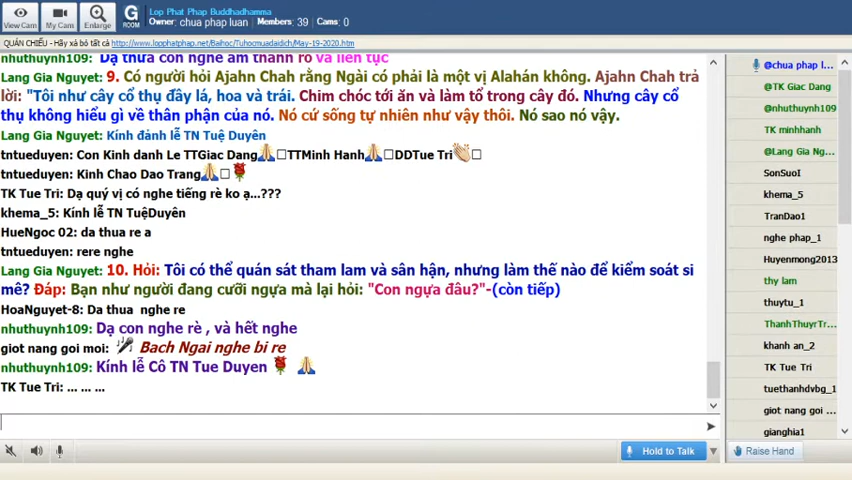 View Cam
My Cam
Enlarge
G
ROOM
Lop Phat Phap Buddhadhamma
Owner: chua phap luan Members: 39 Cams: 0
QUÁN CHIẾU - Hãy xả bỏ tất cả http://www.lophatphap.net/Baihoc/Tuhocmuadaidich/May-19-2020.htm
nhuthuynh109: Dạ thưa con nghe âm thanh rõ và liên tục
Lang Gia Nguyet: 9. Có người hỏi Ajahn Chah rằng Ngài có phải là một vị Alahán không. Ajahn Chah trả
lời: "Tôi như cây cổ thụ đầy lá, hoa và trái. Chim chóc tới ăn và làm tổ trong cây đó. Nhưng cây cổ
thụ không hiểu gì về thân phận của nó. Nó cứ sống tự nhiên như vậy thôi. Nó sao nó vậy.
Lang Gia Nguyet: Kính đảnh lễ TN Tuệ Duyên
tntueduyen: Con Kinh danh Le TTGiac Dang🙏□TTMinh Hanh🙏□DDTue Tri👏□
tntueduyen: Kinh Chao Dao Trang🙏□🌹
TK Tue Tri: Dạ quý vị có nghe tiếng rè ko ạ...???
khema_5: Kính lễ TN TuệDuyên
HueNgoc 02: da thua re a
tntueduyen: rere nghe
Lang Gia Nguyet: 10. Hỏi: Tôi có thể quán sát tham lam và sân hận, nhưng làm thế nào để kiểm soát si
mê? Đáp: Bạn như người đang cưỡi ngựa mà lại hỏi: "Con ngựa đâu?"-(còn tiếp)
HoaNguyet-8: Da thua nghe re
nhuthuynh109: Dạ con nghe rè , và hết nghe
giot nang goi moi: 🎤 Bach Ngai nghe bi re
nhuthuynh109: Kính lễ Cô TN Tue Duyen 🌹 🙏
TK Tue Tri: ... ... ...
@chua phap l...
@TK Giac Dang
@nhuthuynh109
TK minhhanh
@Lang Gia Ng...
SonSuoI
khema_5
TranDao1
nghe phap_1
Huyenmong2013
thy lam
thuytu_1
ThanhThuyrTr...
khanh an_2
TK Tue Tri
tuethanhdvbg_1
giot nang goi ...
gianghia1
Hold to Talk
Raise Hand